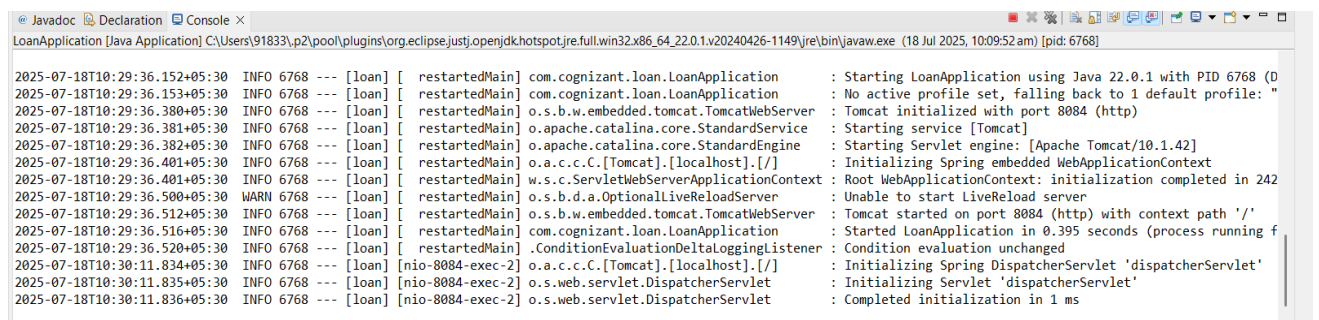 @ Javadoc Declaration Console ×
LoanApplication [Java Application] C:\Users\91833\.p2\pool\plugins\org.eclipse.justj.openjdk.hotspot.jre.full.win32.x86_64_22.0.1.v20240426-1149\jre\bin\javaw.exe (18 Jul 2025, 10:09:52 am) [pid: 6768]
2025-07-18T10:29:36.152+05:30 INFO 6768 --- [loan] [ restartedMain] com.cognizant.loan.LoanApplication : Starting LoanApplication using Java 22.0.1 with PID 6768 (D
2025-07-18T10:29:36.153+05:30 INFO 6768 --- [loan] [ restartedMain] com.cognizant.loan.LoanApplication : No active profile set, falling back to 1 default profile: "
2025-07-18T10:29:36.380+05:30 INFO 6768 --- [loan] [ restartedMain] o.s.b.w.embedded.tomcat.TomcatWebServer : Tomcat initialized with port 8084 (http)
2025-07-18T10:29:36.381+05:30 INFO 6768 --- [loan] [ restartedMain] o.apache.catalina.core.StandardService : Starting service [Tomcat]
2025-07-18T10:29:36.382+05:30 INFO 6768 --- [loan] [ restartedMain] o.apache.catalina.core.StandardEngine : Starting Servlet engine: [Apache Tomcat/10.1.42]
2025-07-18T10:29:36.401+05:30 INFO 6768 --- [loan] [ restartedMain] o.a.c.c.C.[Tomcat].[localhost].[/] : Initializing Spring embedded WebApplicationContext
2025-07-18T10:29:36.401+05:30 INFO 6768 --- [loan] [ restartedMain] w.s.c.ServletWebServerApplicationContext : Root WebApplicationContext: initialization completed in 242
2025-07-18T10:29:36.500+05:30 WARN 6768 --- [loan] [ restartedMain] o.s.b.d.a.OptionalLiveReloadServer : Unable to start LiveReload server
2025-07-18T10:29:36.512+05:30 INFO 6768 --- [loan] [ restartedMain] o.s.b.w.embedded.tomcat.TomcatWebServer : Tomcat started on port 8084 (http) with context path '/'
2025-07-18T10:29:36.516+05:30 INFO 6768 --- [loan] [ restartedMain] com.cognizant.loan.LoanApplication : Started LoanApplication in 0.395 seconds (process running f
2025-07-18T10:29:36.520+05:30 INFO 6768 --- [loan] [ restartedMain] .ConditionEvaluationDeltaLoggingListener : Condition evaluation unchanged
2025-07-18T10:30:11.834+05:30 INFO 6768 --- [loan] [nio-8084-exec-2] o.a.c.c.C.[Tomcat].[localhost].[/] : Initializing Spring DispatcherServlet 'dispatcherServlet'
2025-07-18T10:30:11.835+05:30 INFO 6768 --- [loan] [nio-8084-exec-2] o.s.web.servlet.DispatcherServlet : Initializing Servlet 'dispatcherServlet'
2025-07-18T10:30:11.836+05:30 INFO 6768 --- [loan] [nio-8084-exec-2] o.s.web.servlet.DispatcherServlet : Completed initialization in 1 ms